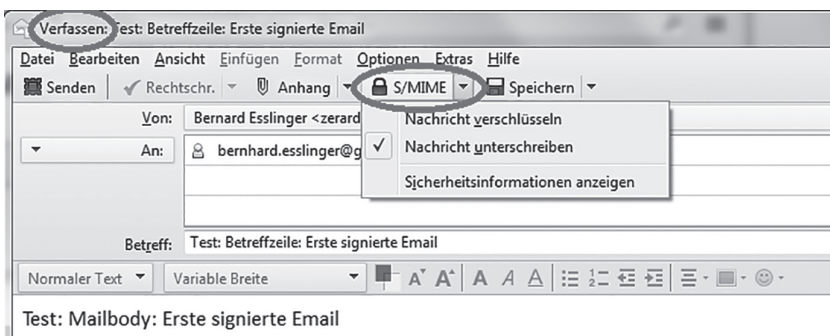 Verfassen: Test: Betreffzeile: Erste signierte Email
Datei Bearbeiten Ansicht Einfügen Format Optionen Extras Hilfe
Senden Rechtschr. Anhang S/MIME Speichern
Von: Bernard Esslinger <zerard
Nachricht verschlüsseln
An: bernhard.esslinger@g
Nachricht unterschreiben
Sicherheitsinformationen anzeigen
Betreff: Test: Betreffzeile: Erste signierte Email
Normaler Text Variable Breite
Test: Mailbody: Erste signierte Email